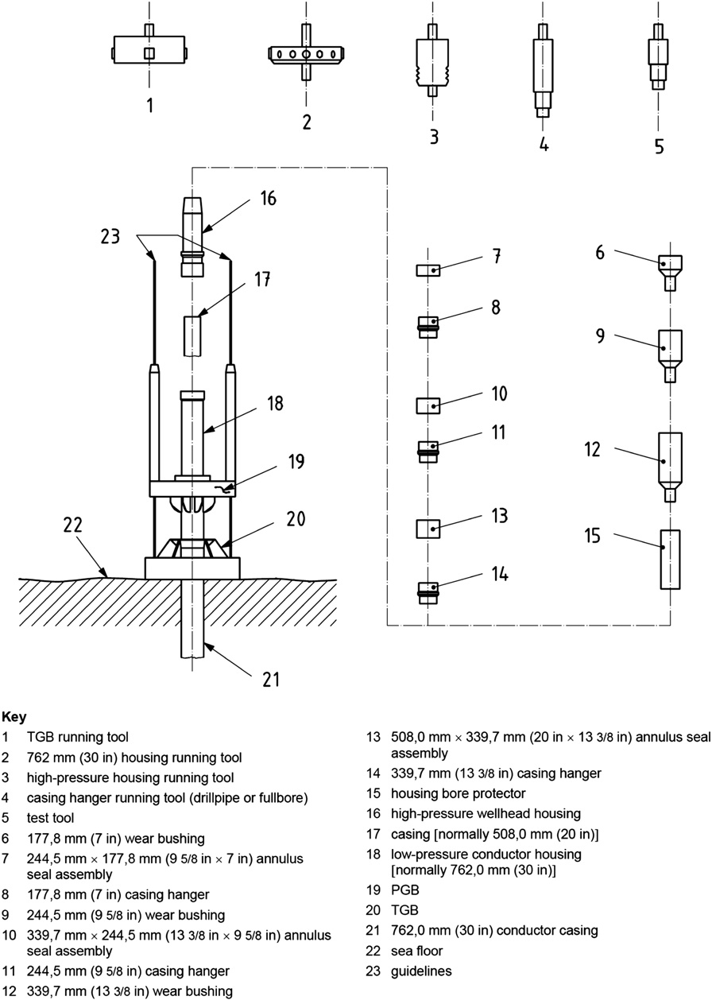 1
2
3
4
5
16
23
17
7
6
8
9
18
10
11
12
19
20
13
22
15
14
21
Key
1 TGB running tool
2 762 mm (30 in) housing running tool
3 high-pressure housing running tool
4 casing hanger running tool (drillpipe or fullbore)
5 test tool
6 177,8 mm (7 in) wear bushing
7 244,5 mm × 177,8 mm (9 5/8 in × 7 in) annulus
seal assembly
8 177,8 mm (7 in) casing hanger
9 244,5 mm (9 5/8 in) wear bushing
10 339,7 mm × 244,5 mm (13 3/8 in × 9 5/8 in) annulus
seal assembly
11 244,5 mm (9 5/8 in) casing hanger
12 339,7 mm (13 3/8 in) wear bushing
13 508,0 mm × 339,7 mm (20 in × 13 3/8 in) annulus seal
assembly
14 339,7 mm (13 3/8 in) casing hanger
15 housing bore protector
16 high-pressure wellhead housing
17 casing [normally 508,0 mm (20 in)]
18 low-pressure conductor housing
[normally 762,0 mm (30 in)]
19 PGB
20 TGB
21 762,0 mm (30 in) conductor casing
22 sea floor
23 guidelines